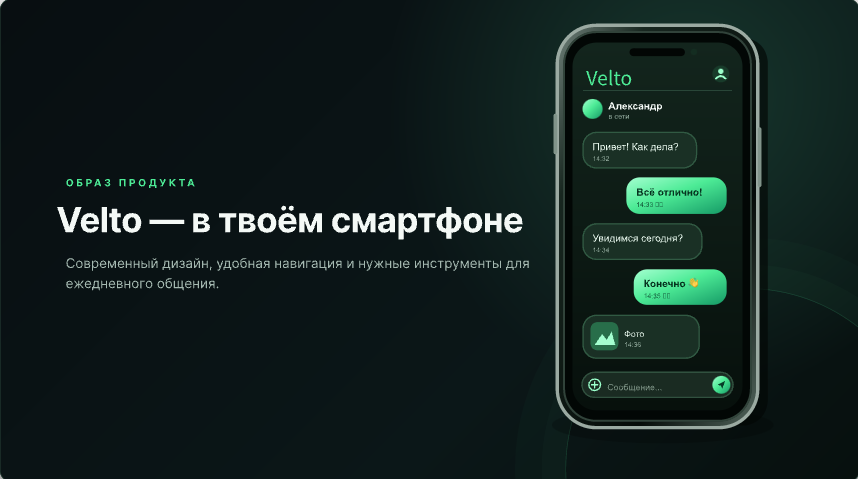 ОБРАЗ ПРОДУКТА
Velto — в твоём смартфоне
Современный дизайн, удобная навигация и нужные инструменты для
ежедневного общения.
Velto
Александр
в сети
Привет! Как дела?
14:32
Всё отлично!
14:33
Увидимся сегодня?
14:34
Конечно 👋
14:35
Фото
14:36
Сообщение...